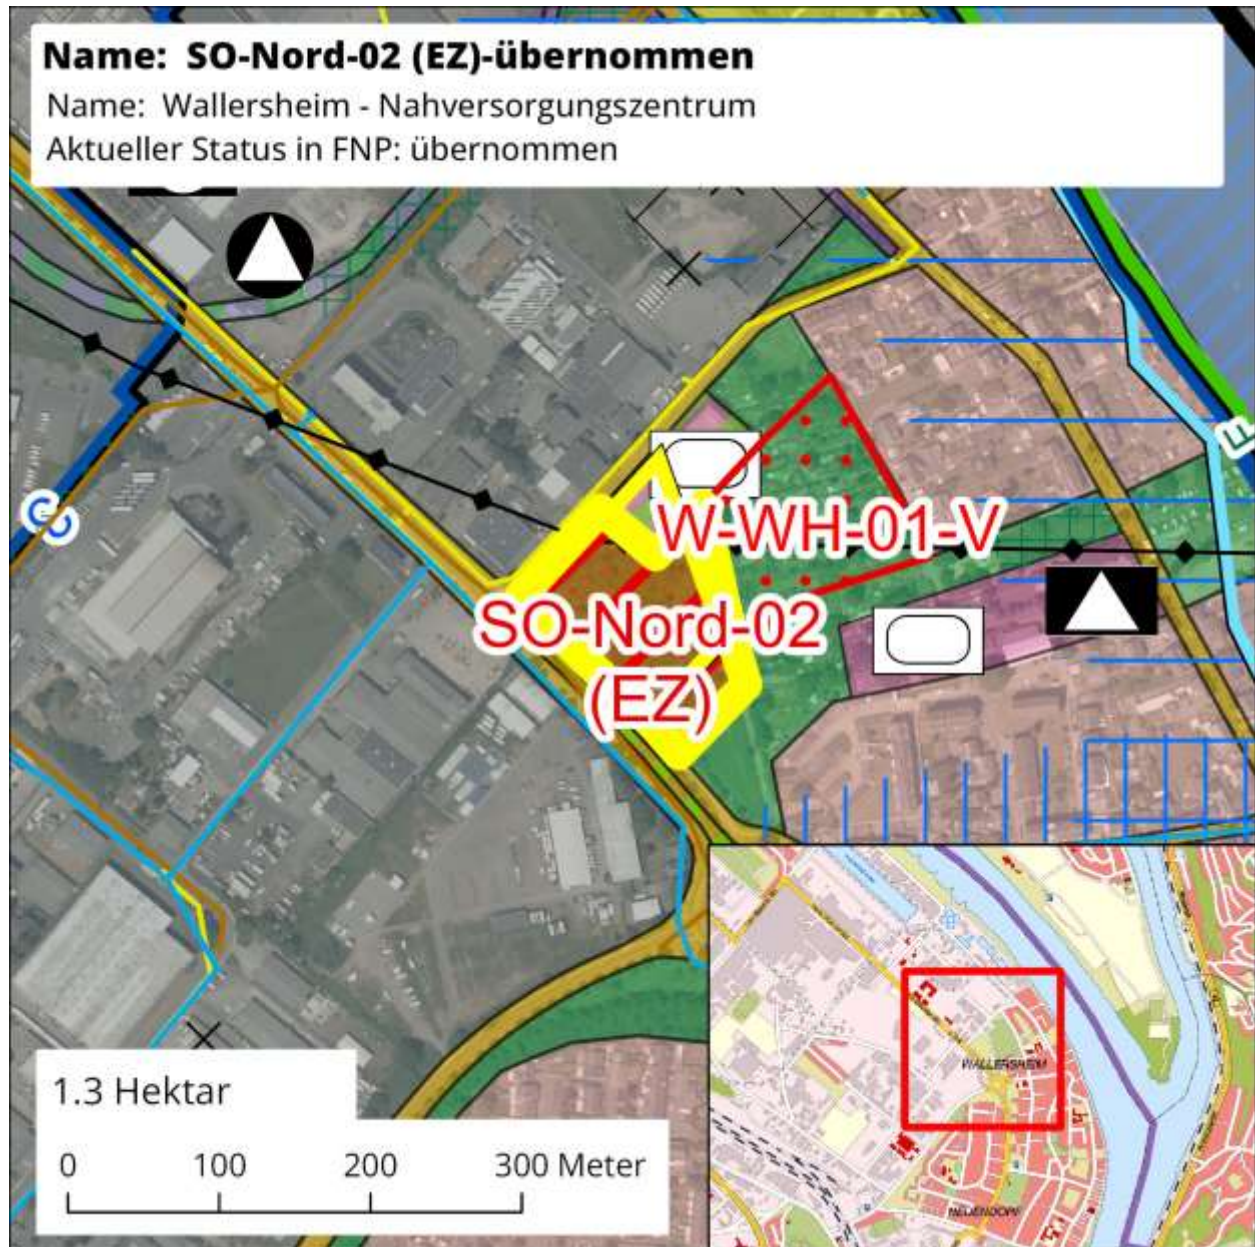 Name: SO-Nord-02 (EZ)-übernommen
Name: Wallersheim - Nahversorgungszentrum
Aktueller Status in FNP: übernommen
W-WH-01-V
SO-Nord-02
(EZ)
1.3 Hektar
0 100 200 300 Meter
WALLERSHEIM
NEUENDORF